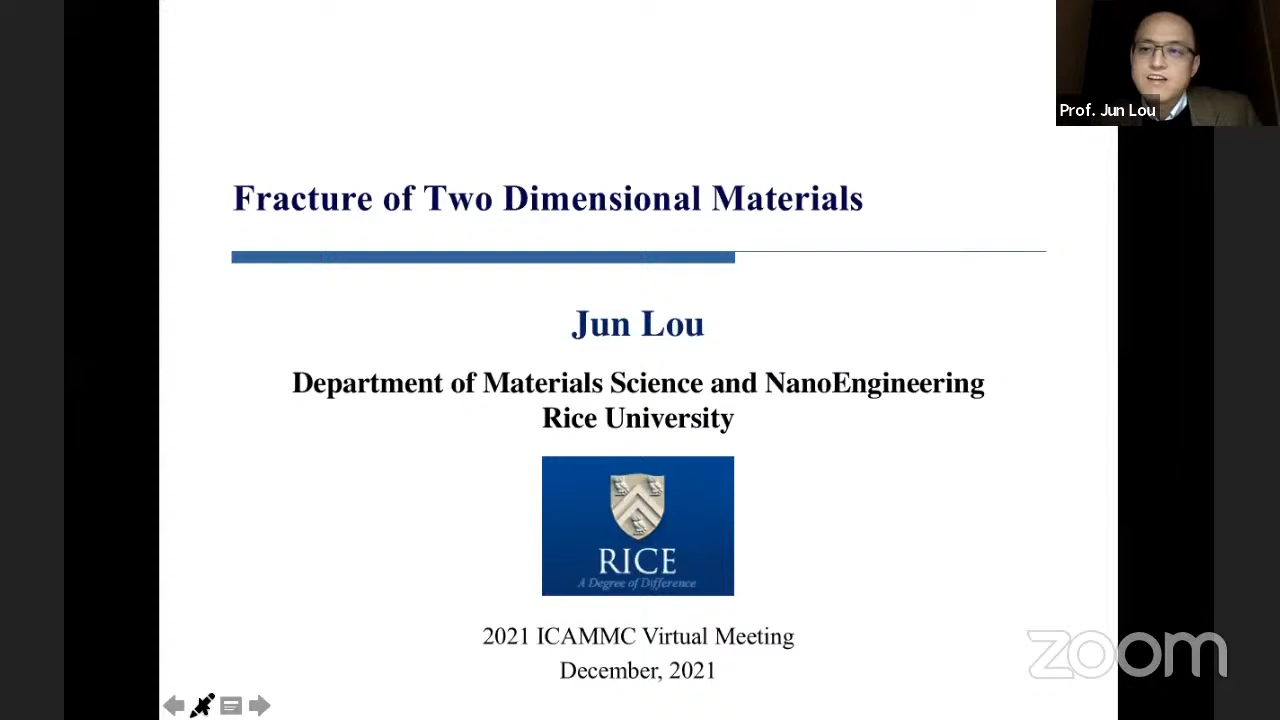 Prof. Jun Lou
Fracture of Two Dimensional Materials
Jun Lou
Department of Materials Science and NanoEngineering
Rice University
RICE
A Degree of Difference
2021 ICAMMC Virtual Meeting
December, 2021
zoom